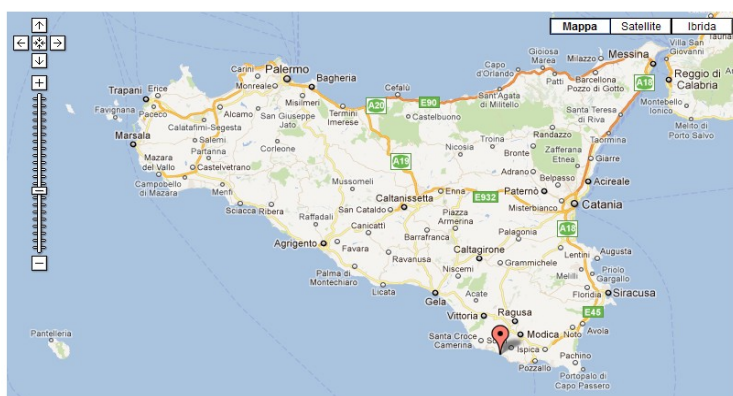 Mappa Satellite Ibrida
Villa San
Giovanni
Messina
Reggio di
Calabria
Gioiosa
Marea
Milazzo
Capo
d'Orlando
Patti
Barcelona
Pozzo di Gotto
A18
Montebello
Ionico
Melito di
Porto Salvo
Carini
Palermo
Monreale
Bagheria
Trapani
Erice
Paceco
Favignana
Misilmeri
Termini
Imerese
A20
Cefalù
E90
Sant'Agata
di Militello
Castelbuono
Santa Teresa
di Riva
Alcamo
San Giuseppe
Jato
Calatafimi-Segesta
Marsala
Salemi
Partanna
Corleone
Troina
Randazzo
Taormina
Nicosia
Bronte
Zafferana
Etnea
Giarre
Mazara
del Vallo
Castelvetrano
A19
Adrano
Belpasso
Acireale
Campobello
di Mazara
Menfi
Mussomeli
Enna
E932
Paternò
Caltanissetta
Misterbianco
Catania
Sciacca
Ribera
San Cataldo
Raffadali
Piazza
Armerina
Canicatti
Barrafranca
Palagonia
A18
Agrigento
Favara
Caltagirone
Lentini
Augusta
Ravanusa
Grammichele
Palma di
Montechiaro
Niscemi
Melilli
Priolo
Gargallo
Licata
Gela
Acate
Floridia
Siracusa
Vittoria
Ragusa
E45
Pantelleria
Santa Croce
Camerina
Modica
Noto
Avola
Ispica
Pozzallo
Pachino
Portopalo di
Capo Passero